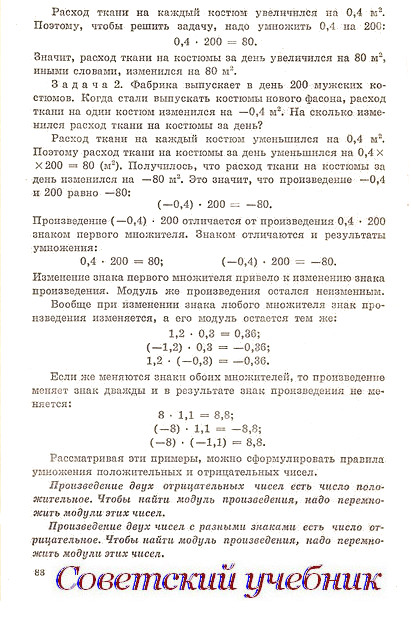 Расход ткани на каждый костюм увеличился на 0,4 м².
Поэтому, чтобы решить задачу, надо умножить 0,4 на 200:
0,4 · 200 = 80.
Значит, расход ткани на костюмы за день увеличился на 80 м²,
иными словами, изменился на 80 м².
Задача 2. Фабрика выпускает в день 200 мужских ко-
стюмов. Когда стали выпускать костюмы нового фасона, расход
ткани на один костюм изменился на —0,4 м². На сколько изме-
нился расход ткани на костюмы за день?
Расход ткани на каждый костюм уменьшился на 0,4 м².
Поэтому расход ткани на костюмы за день уменьшился на 0,4 ×
× 200 = 80 (м²). Получилось, что расход ткани на костюмы за
день изменился на —80 м². Это значит, что произведение —0,4
и 200 равно —80:
(—0,4) · 200 = —80.
Произведение (—0,4) · 200 отличается от произведения 0,4 · 200
знаком первого множителя. Знаком отличаются и результаты
умножения:
0,4 · 200 = 80; (—0,4) · 200 = —80.
Изменение знака первого множителя привело к изменению знака
произведения. Модуль же произведения остался неизменным.
Вообще при изменении знака любого множителя знак про-
изведения изменяется, а его модуль остается тем же:
1,2 · 0,3 = 0,36;
(—1,2) · 0,3 = —0,36;
1,2 · (—0,3) = —0,36.
Если же меняются знаки обоих множителей, то произведение
меняет знак дважды и в результате знак произведения не ме-
няется:
8 · 1,1 = 8,8;
(—8) · 1,1 = —8,8;
(—8) · (—1,1) = 8,8.
Рассматривая эти примеры, можно сформулировать правила
умножения положительных и отрицательных чисел.
Произведение двух отрицательных чисел есть число поло-
жительное. Чтобы найти модуль произведения, надо перемно-
жить модули этих чисел.
Произведение двух чисел с разными знаками есть число от-
рицательное. Чтобы найти модуль произведения, надо перемно-
жить модули этих чисел.
88
Советский учебник